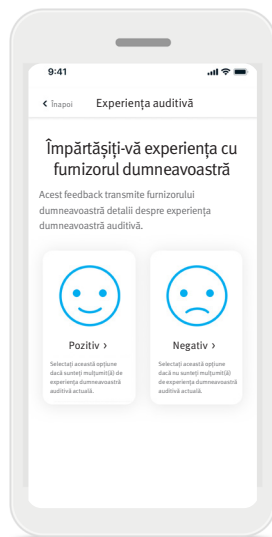 9:41
Înapoi
Experiența auditivă
Împărtășiți-vă experiența cu
fumizorul dumneavoastră
Acest feedback transmite furnizorului
dumneavoastră detalii despre experiența
dumneavoastră auditivă.
Pozitiv ›
Selectați această opțiune
dacă sunteți mulțumit(ă) de
experiența dumneavoastră
auditivă actuală.
Negativ ›
Selectați această opțiune
dacă nu sunteți mulțumit(ă)
de experiența dumneavoastră
auditivă actuală.